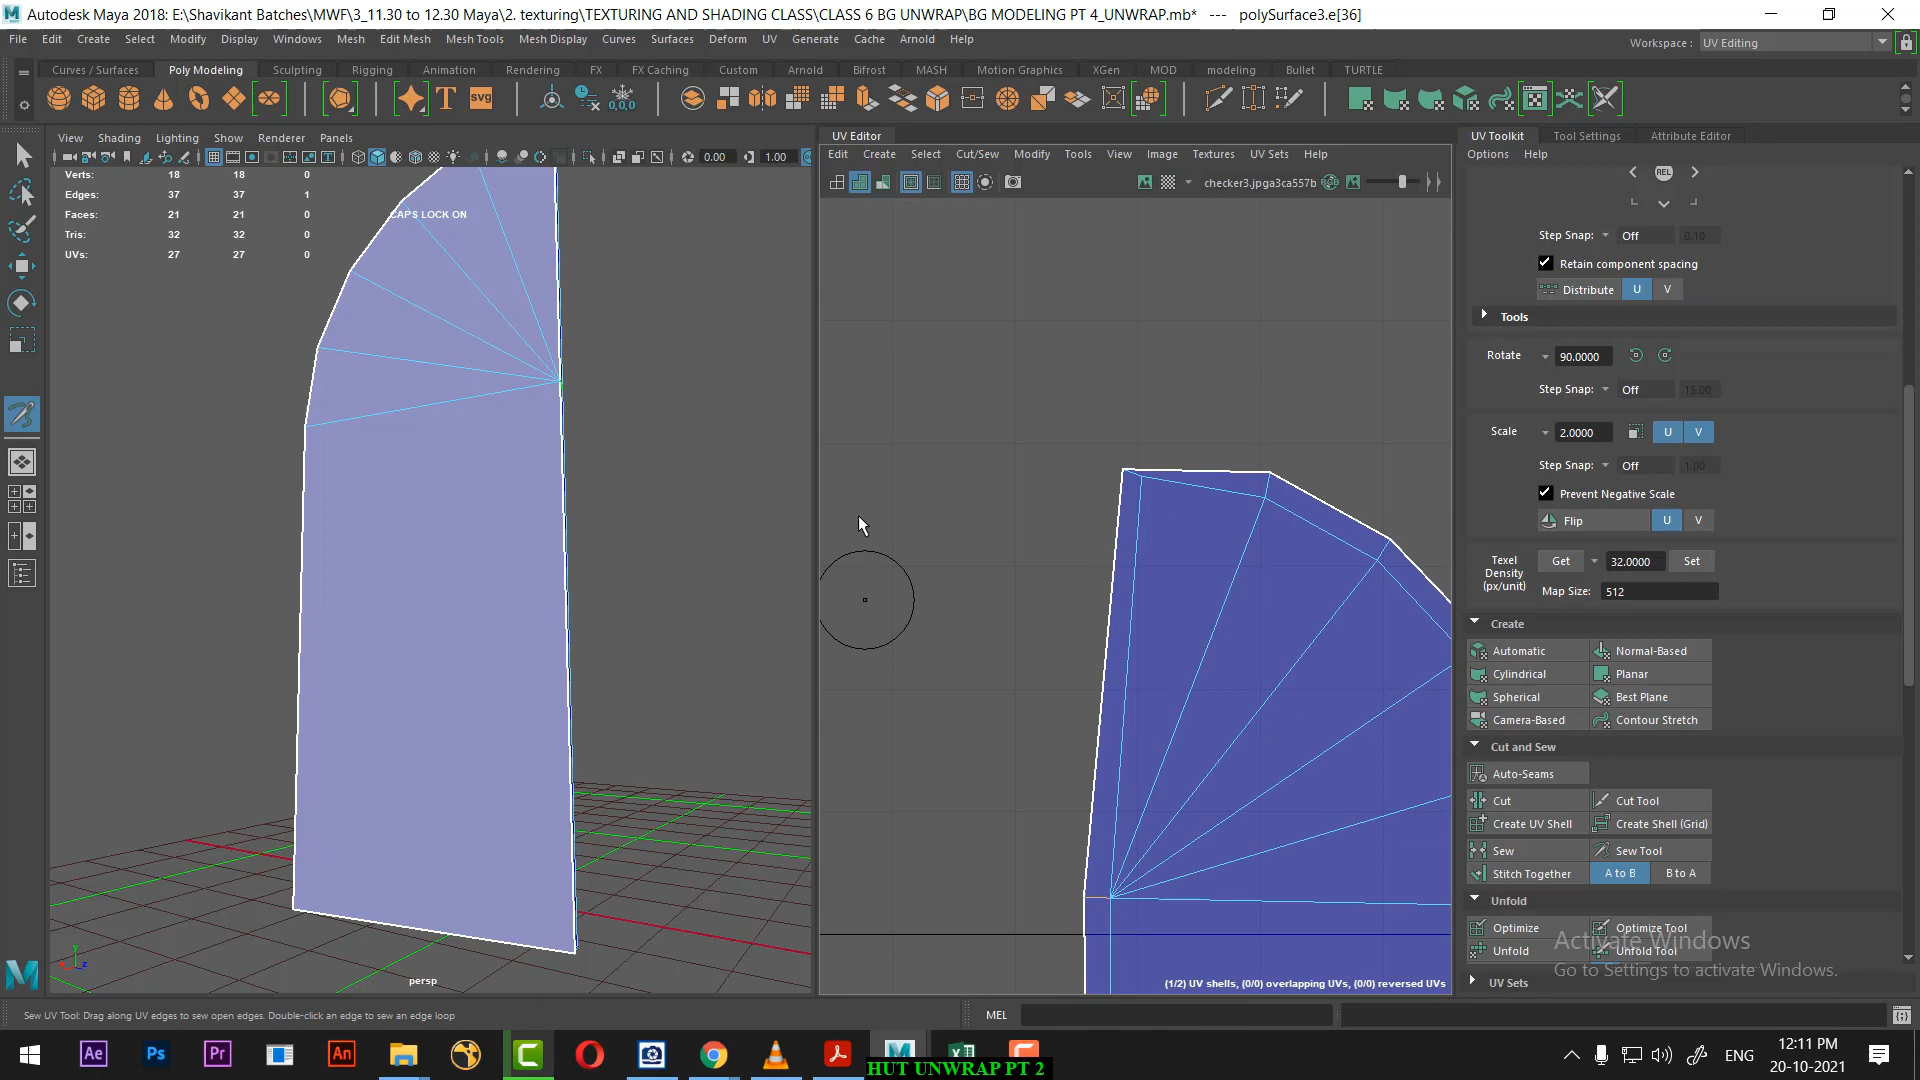 Autodesk Maya 2018: E:\Shavikant Batches\MWF\3_11.30 to 12.30 Maya\2. texturing\TEXTURING AND SHADING CLASS\CLASS 6 BG UNWRAP\BG MODELING PT 4_UNWRAP.mb* --- polySurface3.e[36]
File Edit Create Select Modify Display Windows Mesh Edit Mesh Mesh Tools Mesh Display Curves Surfaces Deform UV Generate Cache Arnold Help
Workspace : UV Editing
Curves / Surfaces Poly Modeling Sculpting Rigging Animation Rendering FX FX Caching Custom Arnold Bifrost MASH Motion Graphics XGen MOD modeling Bullet TURTLE
T svg 0,0,0
View Shading Lighting Show Renderer Panels
0.00 1.00
Verts: 18 18 0
Edges: 37 37 1
Faces: 21 21 0
Tris: 32 32 0
UVs: 27 27 0
CAPS LOCK ON
persp
UV Editor
Edit Create Select Cut/Sew Modify Tools View Image Textures UV Sets Help
checker3.jpga3ca557b
(1/2) UV shells, (0/0) overlapping UVs, (0/0) reversed UVs
UV Toolkit Tool Settings Attribute Editor
Options Help
REL
Step Snap: Off 0.10
Retain component spacing
Distribute U V
Tools
Rotate 90.0000
Step Snap: Off 15.00
Scale 2.0000 U V
Step Snap: Off 1.00
Prevent Negative Scale
Flip U V
Texel Density (px/unit) Get 32.0000 Set
Map Size: 512
Create
Automatic Normal-Based
Cylindrical Planar
Spherical Best Plane
Camera-Based Contour Stretch
Cut and Sew
Auto-Seams
Cut Cut Tool
Create UV Shell Create Shell (Grid)
Sew Sew Tool
Stitch Together A to B B to A
Unfold
Optimize Optimize Tool
Unfold Unfold Tool
UV Sets
Activate Windows
Go to Settings to activate Windows.
Sew UV Tool: Drag along UV edges to sew open edges. Double-click an edge to sew an edge loop
MEL
Ae Ps Pr An
HUT UNWRAP PT 2
ENG
12:11 PM
20-10-2021